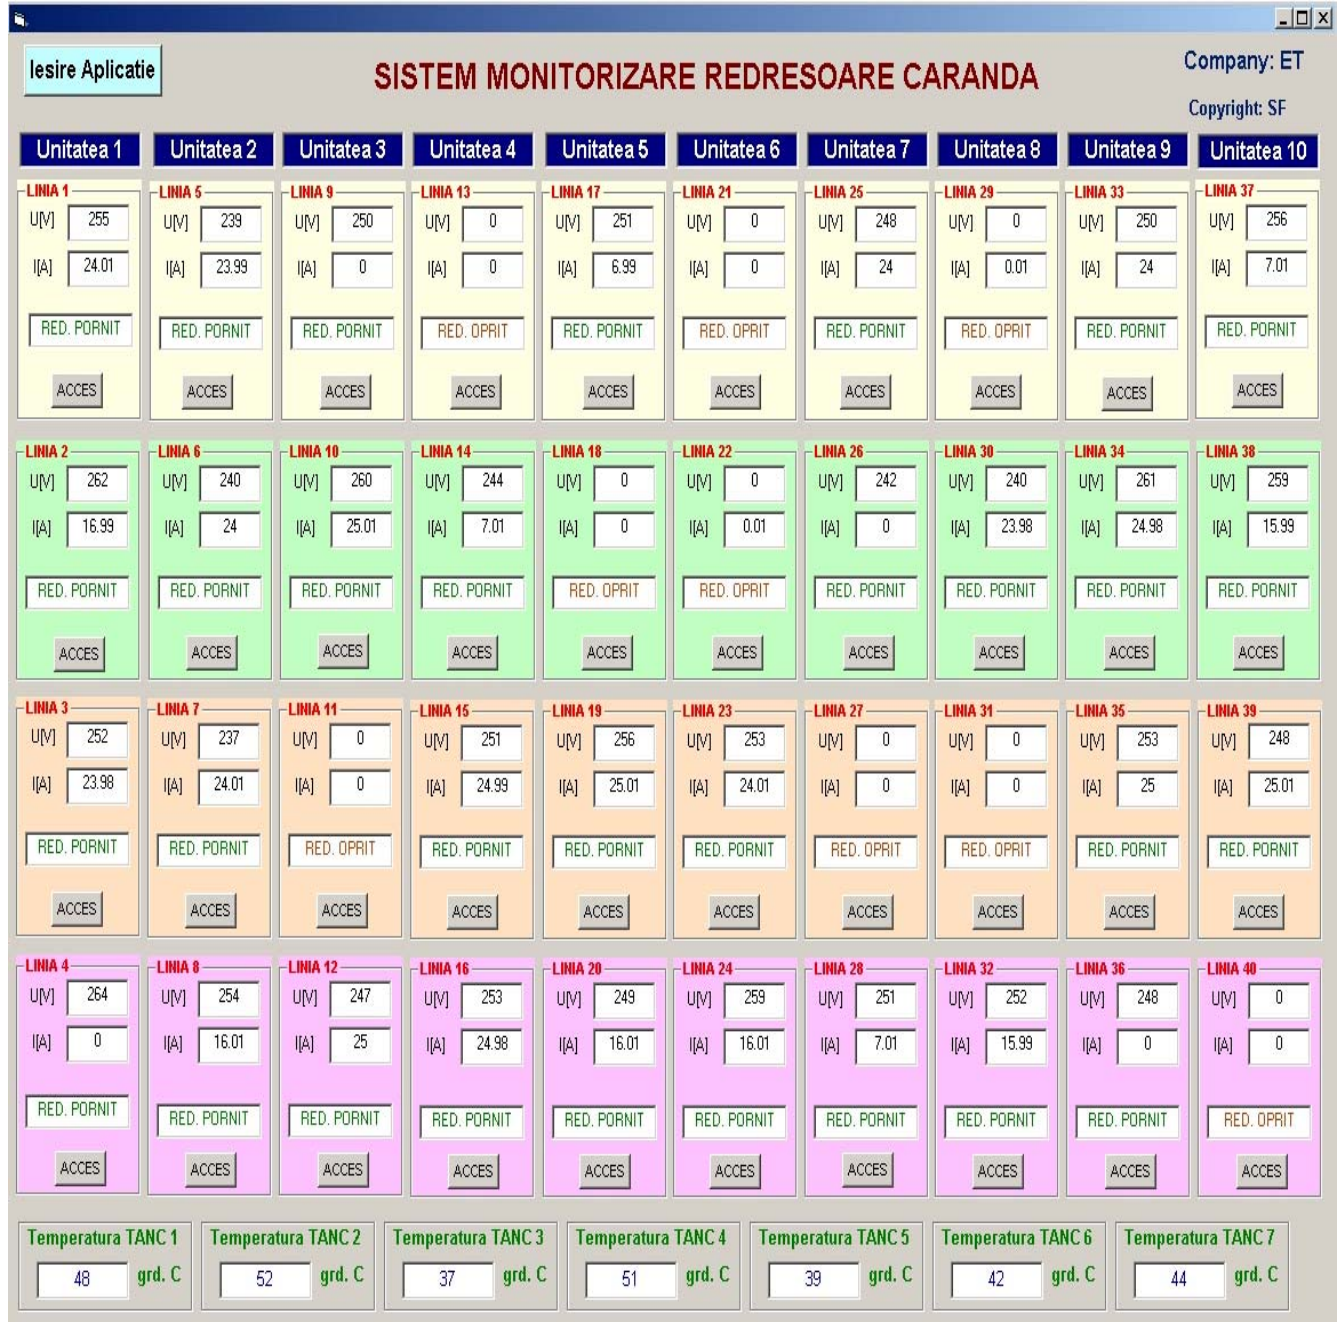 Iesire Aplicatie
SISTEM MONITORIZARE REDRESOARE CARANDA
Company: ET
Copyright: SF
Unitatea 1 Unitatea 2 Unitatea 3 Unitatea 4 Unitatea 5 Unitatea 6 Unitatea 7 Unitatea 8 Unitatea 9 Unitatea 10
LINIA 1 LINIA 5 LINIA 9 LINIA 13 LINIA 17 LINIA 21 LINIA 25 LINIA 29 LINIA 33 LINIA 37
U[V] 255 U[V] 239 U[V] 250 U[V] 0 U[V] 251 U[V] 0 U[V] 248 U[V] 0 U[V] 250 U[V] 256
I[A] 24.01 I[A] 23.99 I[A] 0 I[A] 0 I[A] 6.99 I[A] 0 I[A] 24 I[A] 0.01 I[A] 24 I[A] 7.01
RED. PORNIT RED. PORNIT RED. PORNIT RED. OPRIT RED. PORNIT RED. OPRIT RED. PORNIT RED. OPRIT RED. PORNIT RED. PORNIT
ACCES ACCES ACCES ACCES ACCES ACCES ACCES ACCES ACCES ACCES
LINIA 2 LINIA 6 LINIA 10 LINIA 14 LINIA 18 LINIA 22 LINIA 26 LINIA 30 LINIA 34 LINIA 38
U[V] 262 U[V] 240 U[V] 260 U[V] 244 U[V] 0 U[V] 0 U[V] 242 U[V] 240 U[V] 261 U[V] 259
I[A] 16.99 I[A] 24 I[A] 25.01 I[A] 7.01 I[A] 0 I[A] 0.01 I[A] 0 I[A] 23.98 I[A] 24.98 I[A] 15.99
RED. PORNIT RED. PORNIT RED. PORNIT RED. PORNIT RED. OPRIT RED. OPRIT RED. PORNIT RED. PORNIT RED. PORNIT RED. PORNIT
ACCES ACCES ACCES ACCES ACCES ACCES ACCES ACCES ACCES ACCES
LINIA 3 LINIA 7 LINIA 11 LINIA 15 LINIA 19 LINIA 23 LINIA 27 LINIA 31 LINIA 35 LINIA 39
U[V] 252 U[V] 237 U[V] 0 U[V] 251 U[V] 256 U[V] 253 U[V] 0 U[V] 0 U[V] 253 U[V] 248
I[A] 23.98 I[A] 24.01 I[A] 0 I[A] 24.99 I[A] 25.01 I[A] 24.01 I[A] 0 I[A] 0 I[A] 25 I[A] 25.01
RED. PORNIT RED. PORNIT RED. OPRIT RED. PORNIT RED. PORNIT RED. PORNIT RED. OPRIT RED. OPRIT RED. PORNIT RED. PORNIT
ACCES ACCES ACCES ACCES ACCES ACCES ACCES ACCES ACCES ACCES
LINIA 4 LINIA 8 LINIA 12 LINIA 16 LINIA 20 LINIA 24 LINIA 28 LINIA 32 LINIA 36 LINIA 40
U[V] 264 U[V] 254 U[V] 247 U[V] 253 U[V] 249 U[V] 259 U[V] 251 U[V] 252 U[V] 248 U[V] 0
I[A] 0 I[A] 16.01 I[A] 25 I[A] 24.98 I[A] 16.01 I[A] 16.01 I[A] 7.01 I[A] 15.99 I[A] 0 I[A] 0
RED. PORNIT RED. PORNIT RED. PORNIT RED. PORNIT RED. PORNIT RED. PORNIT RED. PORNIT RED. PORNIT RED. PORNIT RED. OPRIT
ACCES ACCES ACCES ACCES ACCES ACCES ACCES ACCES ACCES ACCES
Temperatura TANC 1 Temperatura TANC 2 Temperatura TANC 3 Temperatura TANC 4 Temperatura TANC 5 Temperatura TANC 6 Temperatura TANC 7
48 grd. C 52 grd. C 37 grd. C 51 grd. C 39 grd. C 42 grd. C 44 grd. C